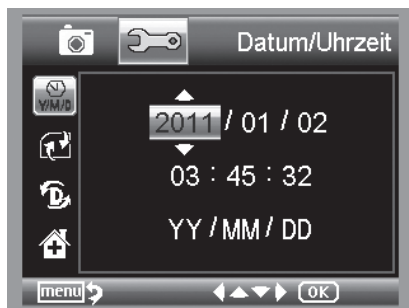 Datum/Uhrzeit
Y/M/D
2011 / 01 / 02
03 : 45 : 32
YY / MM / DD
menu OK